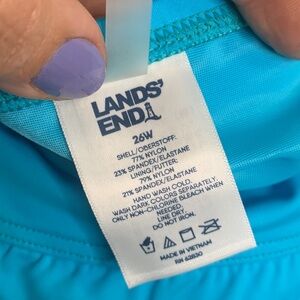 LANDS'
END
26W
SHELL/OBERSTOFF:
77% NYLON
23% SPANDEX/ELASTANE
LINING/FUTTER:
79% NYLON
21% SPANDEX/ELASTANE
HAND WASH COLD.
WASH DARK COLORS SEPARATELY.
ONLY NON-CHLORINE BLEACH WHEN
NEEDED.
LINE DRY.
DO NOT IRON.
MADE IN VIETNAM
RN 62830